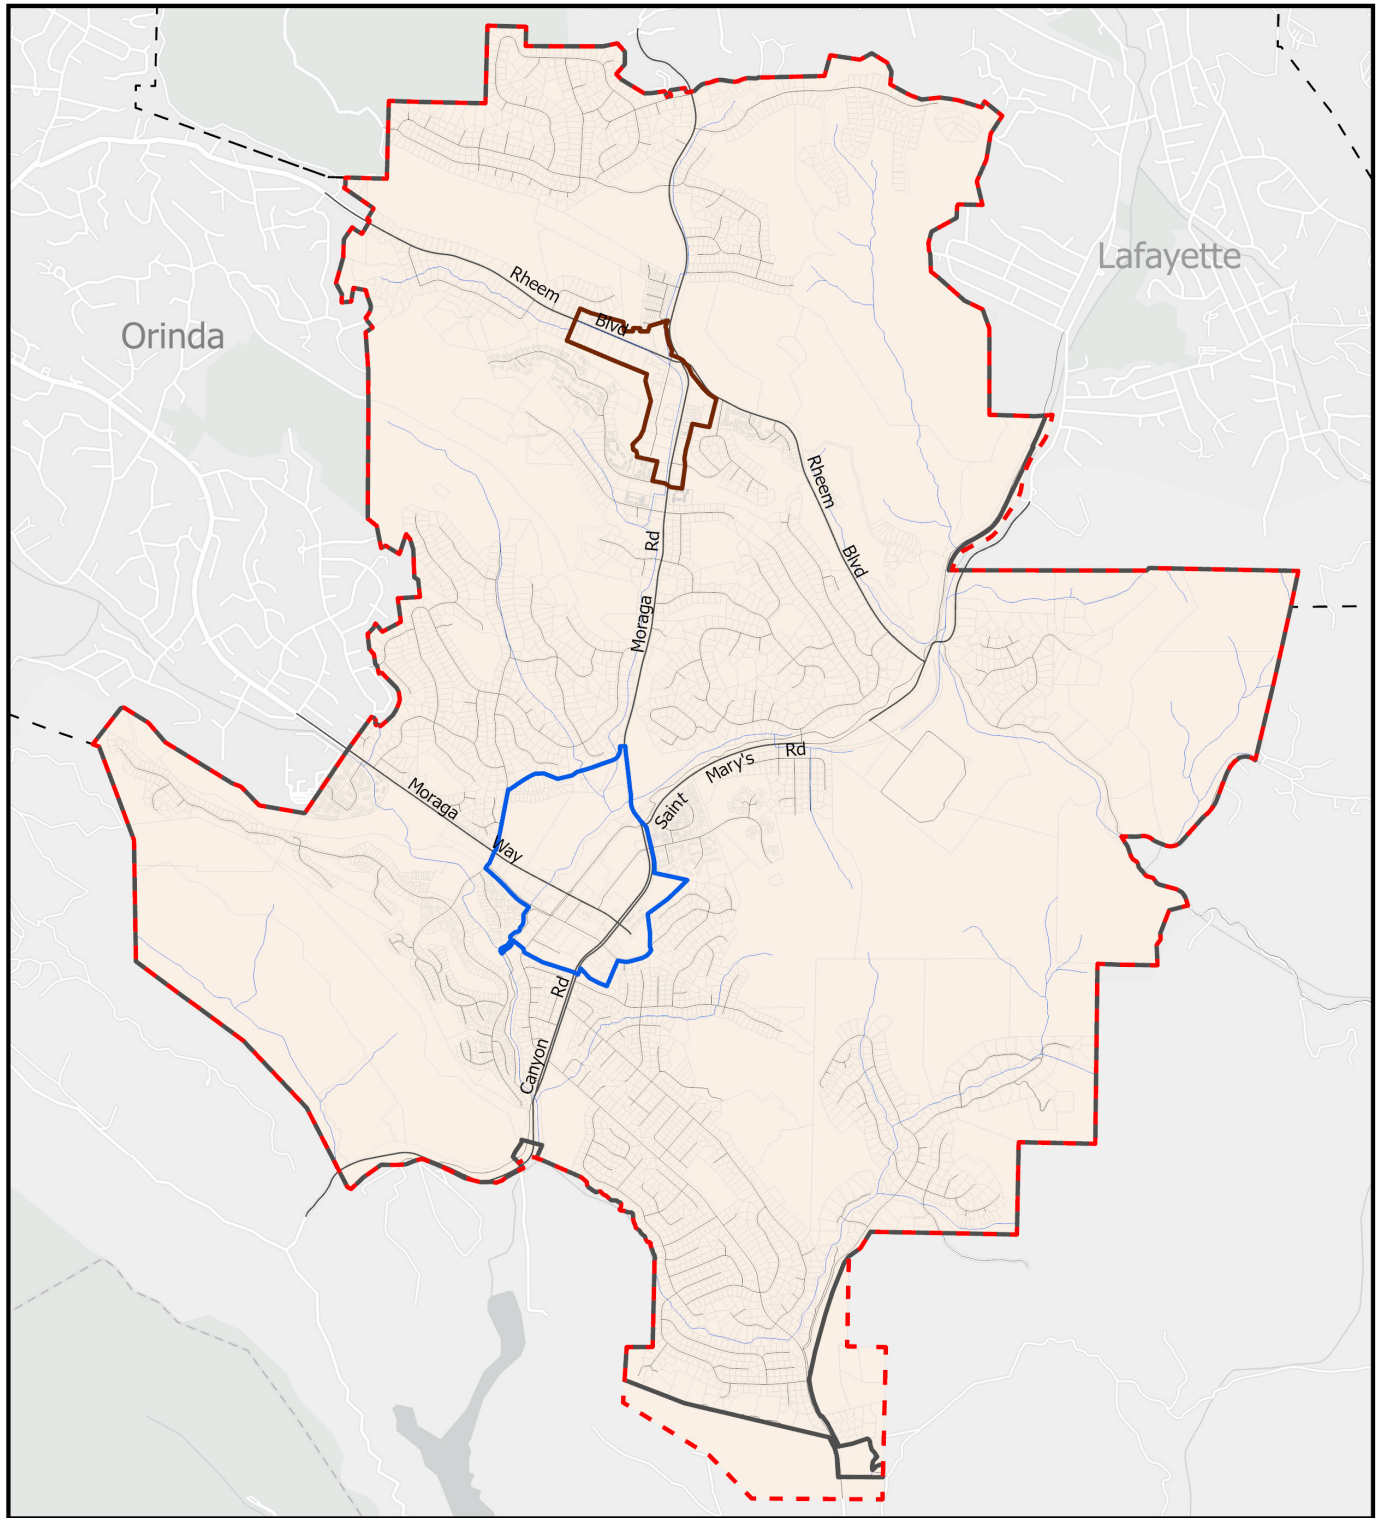 Lafayette
Rheem
Blvd
Orinda
Rheem
Blvd
Rd
Moraga
Rd
Mary's
Saint
Moraga
Way
Rd
Canyon